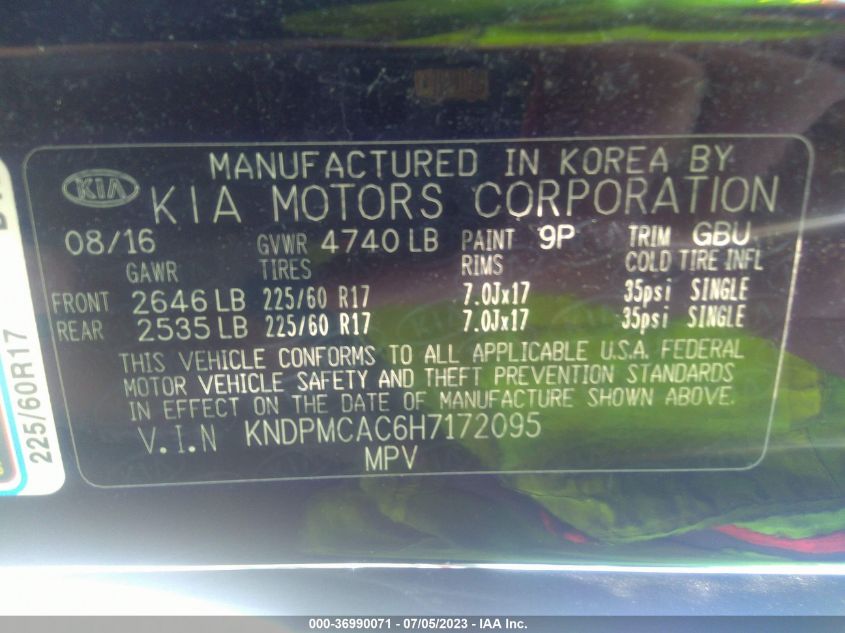 MANUFACTURED IN KOREA BY
KIA KIA MOTORS CORPORATION
08/16 GVWR 4740 LB PAINT 9P TRIM GBU
GAWR TIRES RIMS COLD TIRE INFL
FRONT 2646 LB 225/60 R17 7.0Jx17 35psi SINGLE
REAR 2535 LB 225/60 R17 7.0Jx17 35psi SINGLE
THIS VEHICLE CONFORMS TO ALL APPLICABLE U.S.A. FEDERAL
MOTOR VEHICLE SAFETY AND THEFT PREVENTION STANDARDS
IN EFFECT ON THE DATE OF MANUFACTURE SHOWN ABOVE.
V.I.N KNDPMCAC6H7172095
MPV
225/60R17
000-36990071 / 07/05/2023 - IAA Inc.